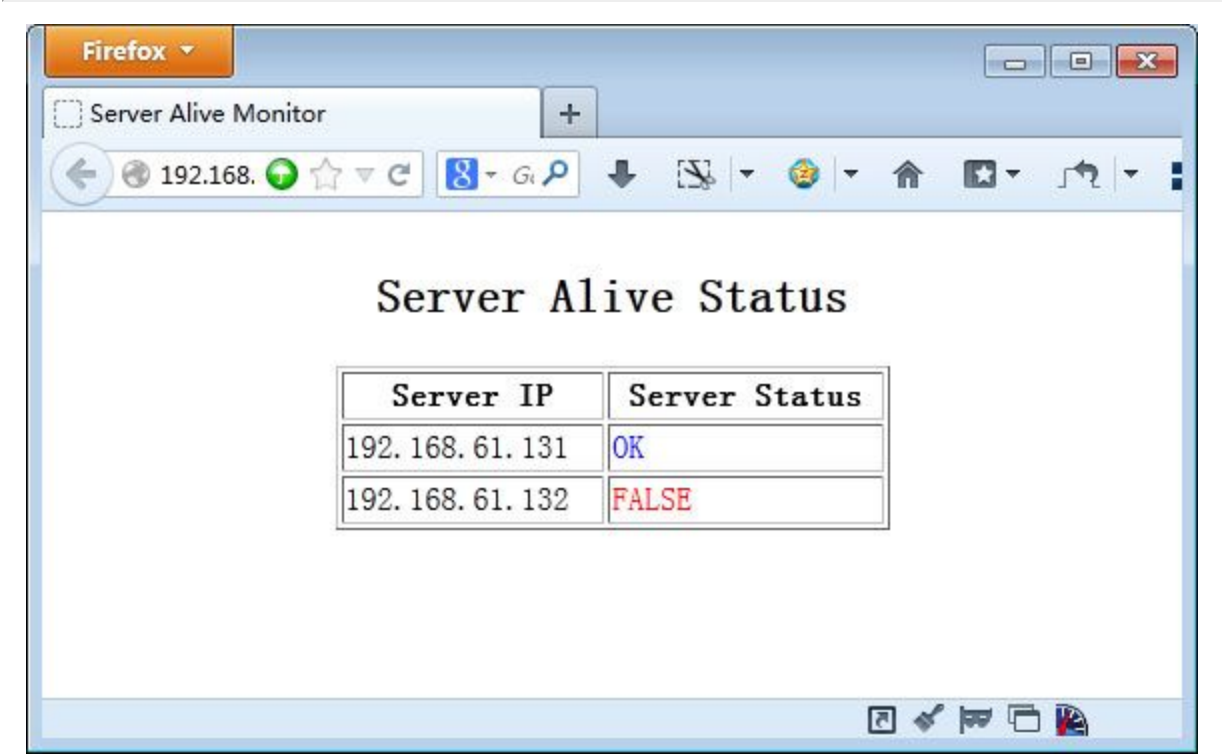 Firefox
Server Alive Monitor
192.168.
Server Alive Status
Server IP Server Status
192.168.61.131 OK
192.168.61.132 FALSE